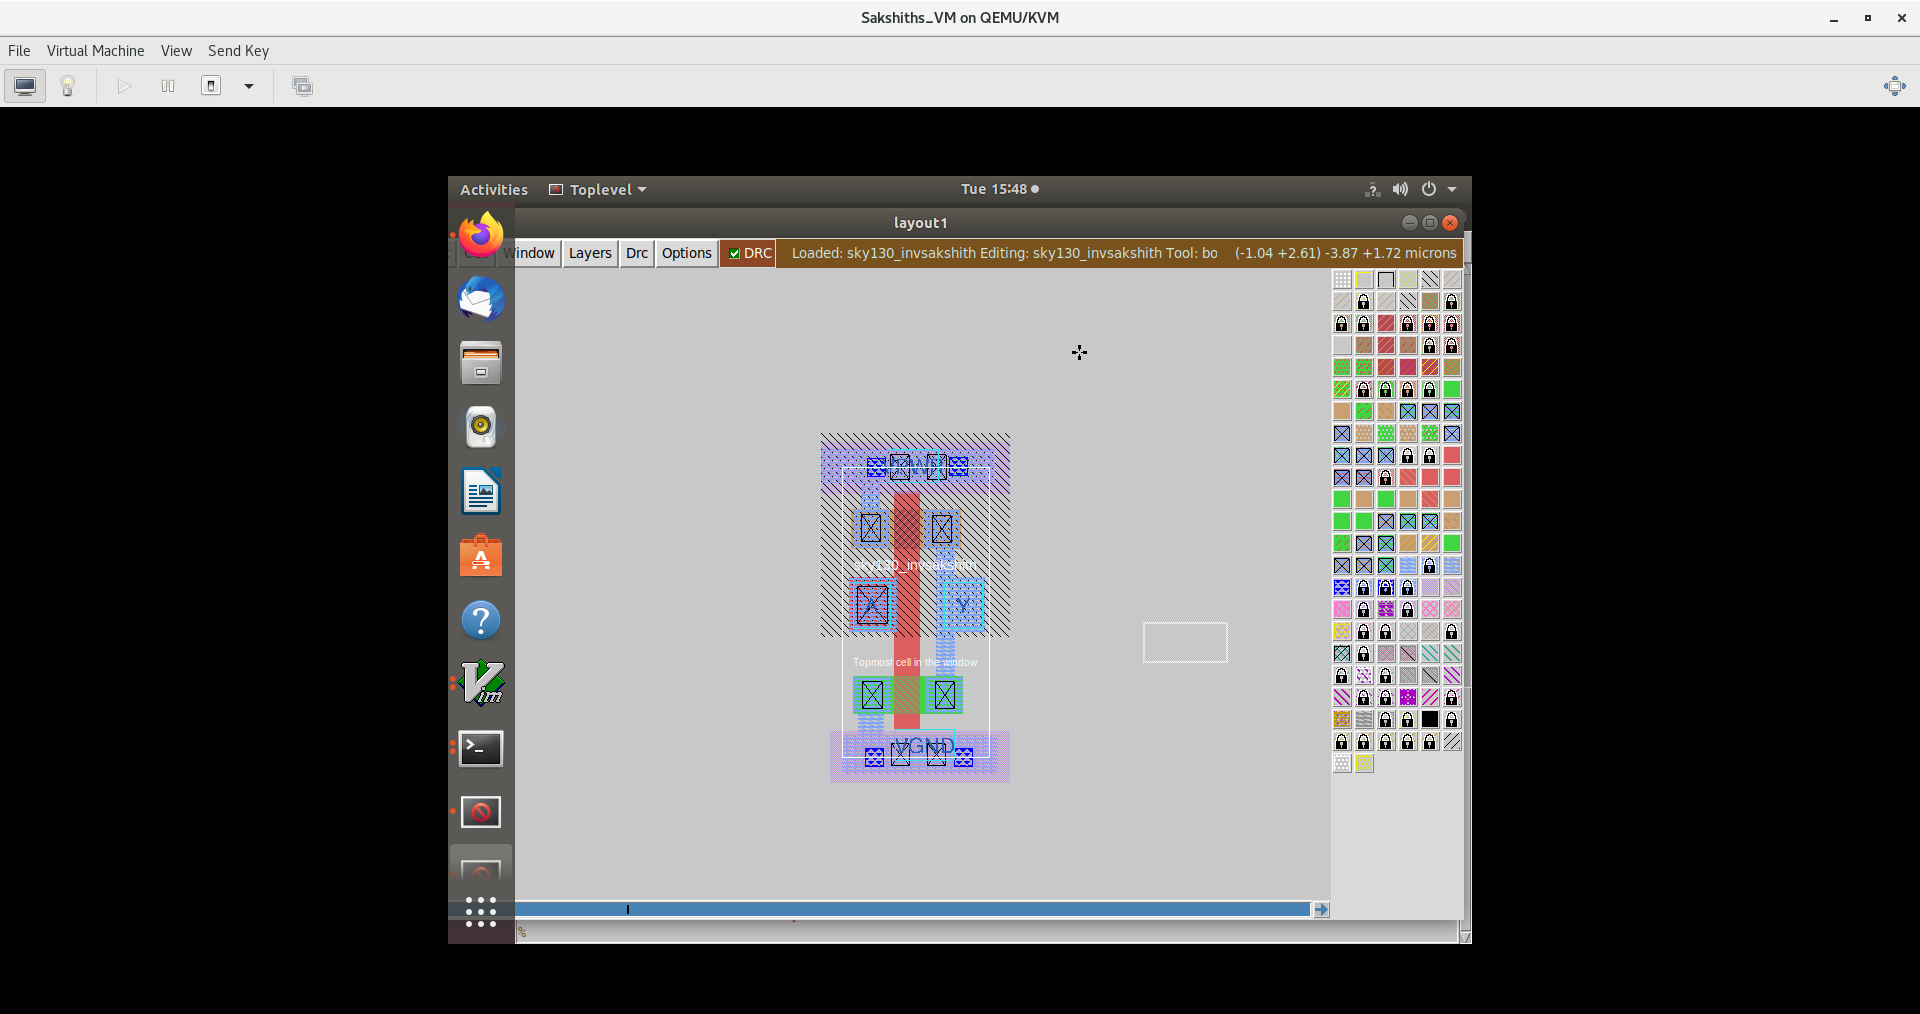 Sakshiths_VM on QEMU/KVM
File Virtual Machine View Send Key
Activities Toplevel Tue 15:48
layout1
Window Layers Drc Options DRC Loaded: sky130_invsakshith Editing: sky130_invsakshith Tool: bo (-1.04 +2.61) -3.87 +1.72 microns
sky130_invsakshith
X Y
Topmost cell in the window
VGND
%